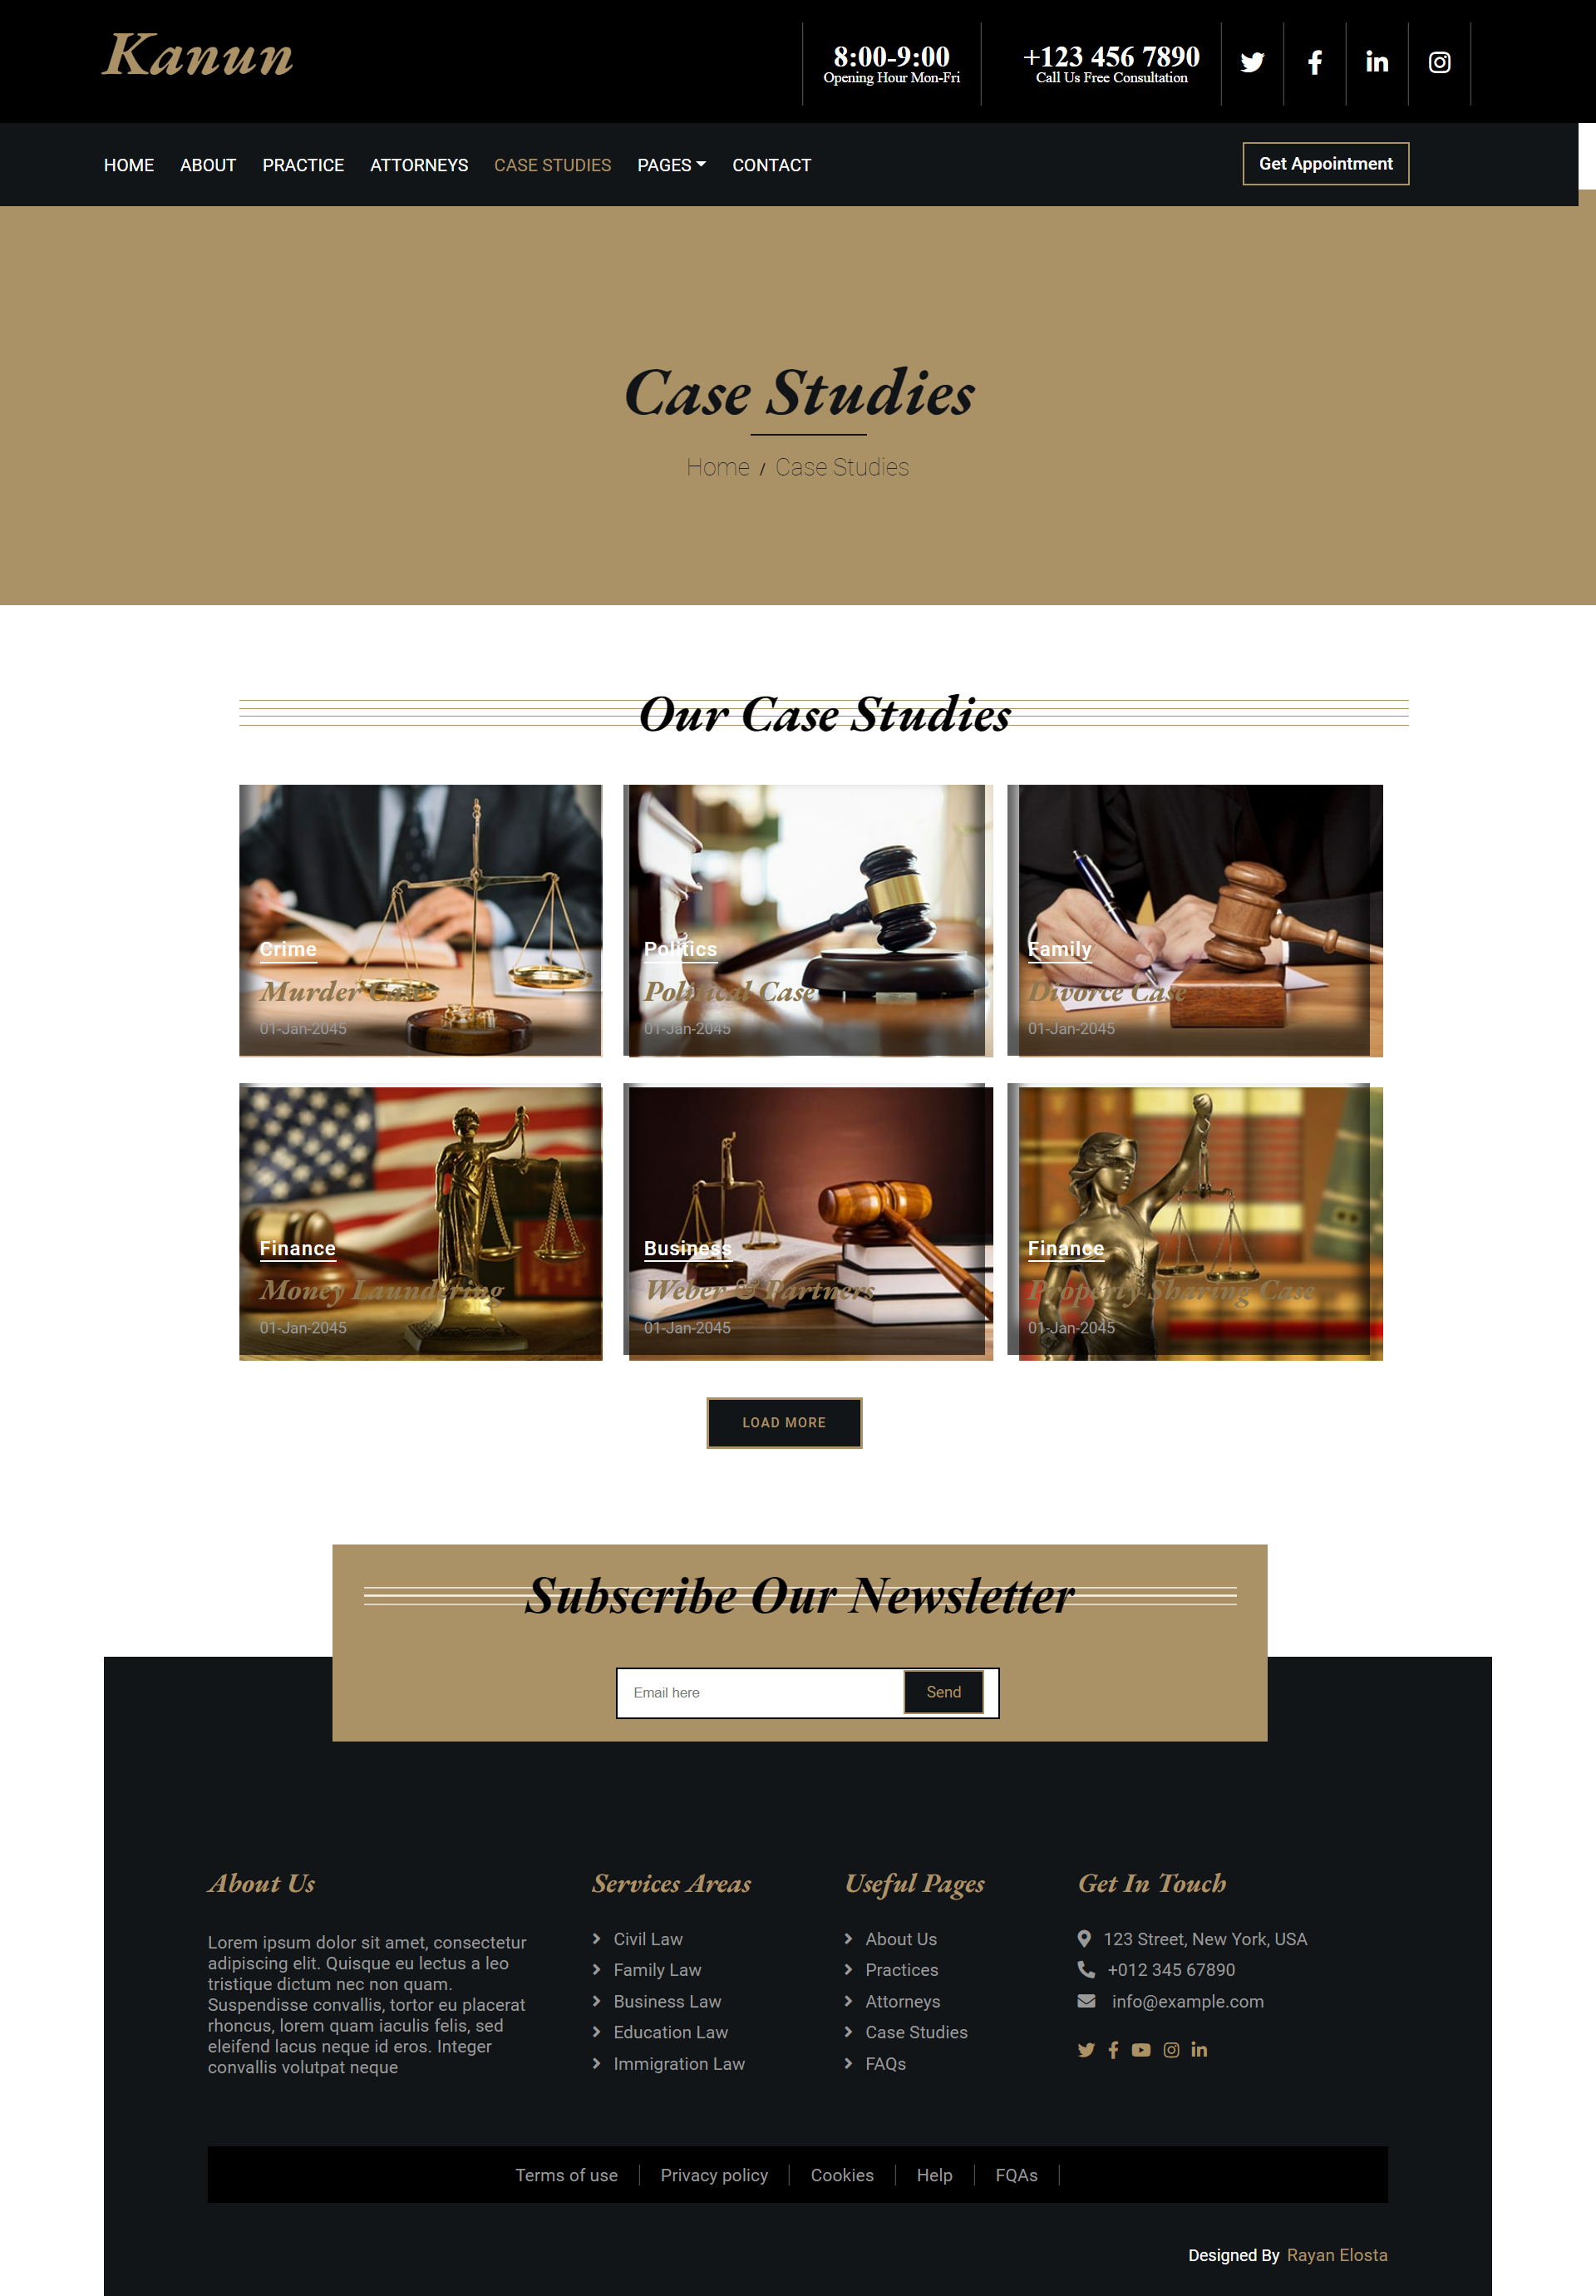 Kanun
8:00-9:00
Opening Hour Mon-Fri
+123 456 7890
Call Us Free Consultation
HOME ABOUT PRACTICE ATTORNEYS CASE STUDIES PAGES CONTACT
Get Appointment
Case Studies
Home / Case Studies
Our Case Studies
Crime
Murder Case
01-Jan-2045
Politics
Political Case
01-Jan-2045
Family
Divorce Case
01-Jan-2045
Finance
Money Laundering
01-Jan-2045
Business
Weber & Partners
01-Jan-2045
Finance
Property Sharing Case
01-Jan-2045
LOAD MORE
Subscribe Our Newsletter
Email here
Send
About Us
Lorem ipsum dolor sit amet, consectetur
adipiscing elit. Quisque eu lectus a leo
tristique dictum nec non quam.
Suspendisse convallis, tortor eu placerat
rhoncus, lorem quam iaculis felis, sed
eleifend lacus neque id eros. Integer
convallis volutpat neque
Services Areas
Civil Law
Family Law
Business Law
Education Law
Immigration Law
Useful Pages
About Us
Practices
Attorneys
Case Studies
FAQs
Get In Touch
123 Street, New York, USA
+012 345 67890
info@example.com
Terms of use
Privacy policy
Cookies
Help
FQAs
Designed By Rayan Elosta